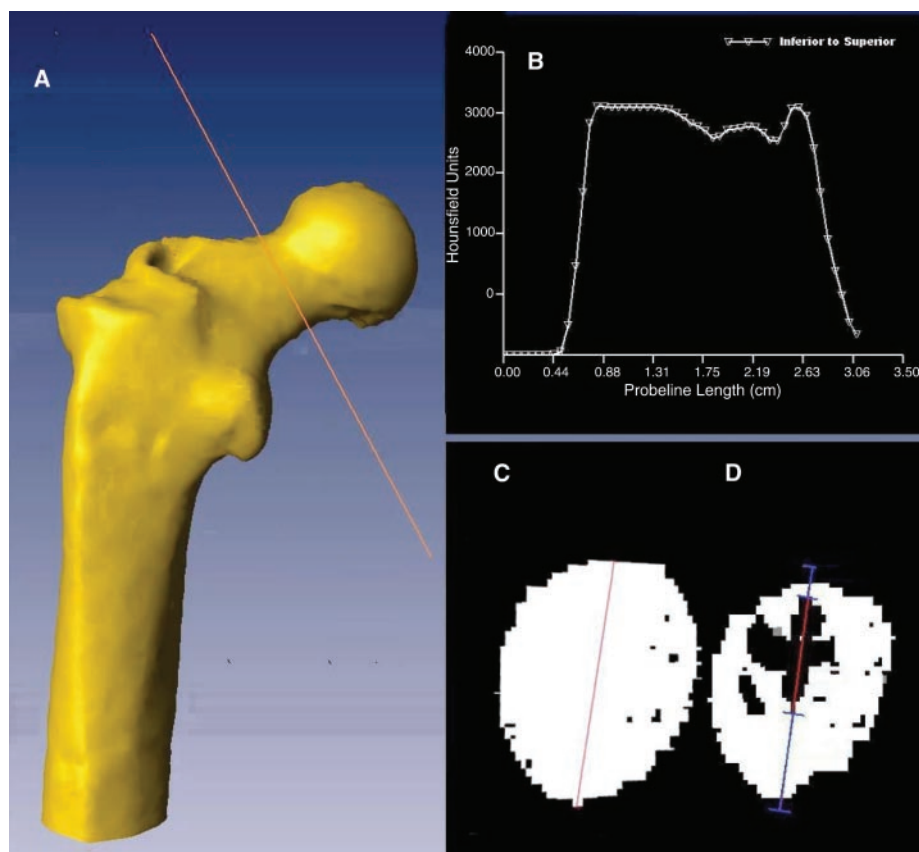 A
B
Inferior to Superior
4000
3000
2000
1000
0
Hounsfield Units
0.00 0.44 0.88 1.31 1.75 2.19 2.63 3.06 3.50
Probeline Length (cm)
C
D